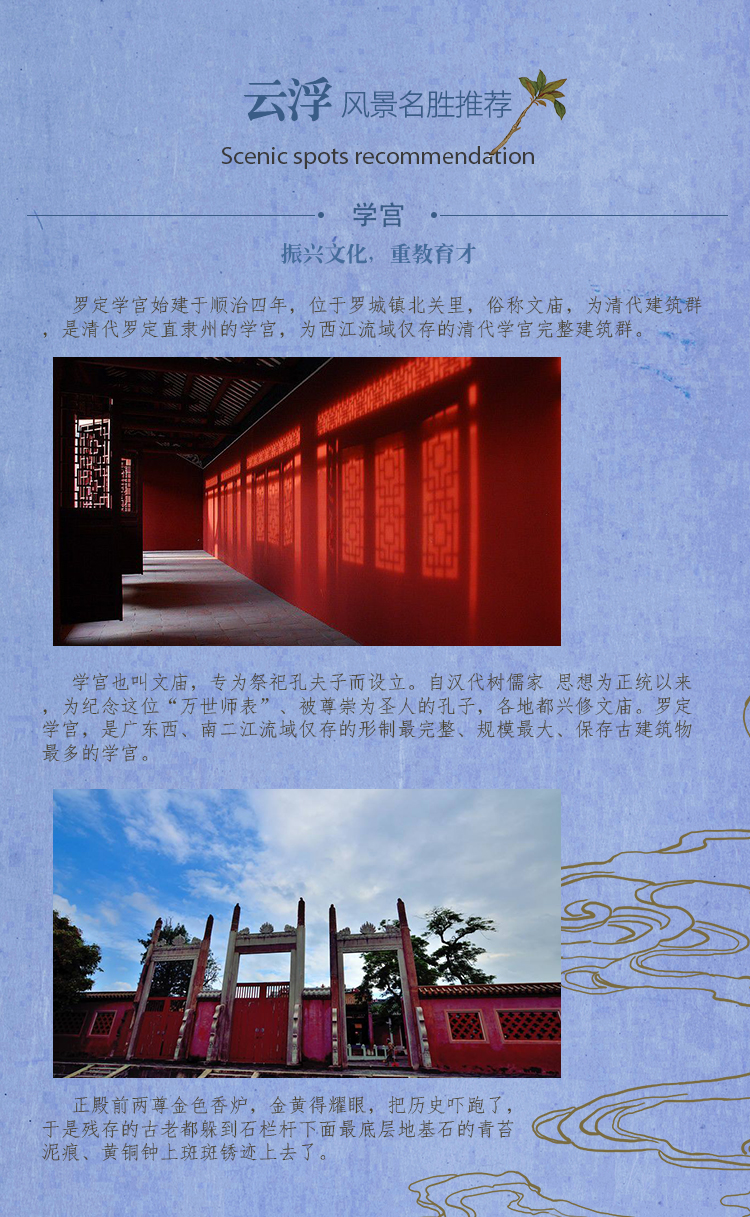 云浮 风景名胜推荐
Scenic spots recommendation
学宫
振兴文化，重教育才
罗定学宫始建于顺治四年，位于罗城镇北关里，俗称文庙，为清代建筑群
，是清代罗定直隶州的学宫，为西江流域仅存的清代学宫完整建筑群。
学宫也叫文庙，专为祭祀孔夫子而设立。自汉代树儒家 思想为正统以来
，为纪念这位“万世师表”、被尊崇为圣人的孔子，各地都兴修文庙。罗定
学宫，是广东西、南二江流域仅存的形制最完整、规模最大、保存古建筑物
最多的学宫。
正殿前两尊金色香炉，金黄得耀眼，把历史吓跑了，
于是残存的古老都躲到石栏杆下面最底层地基石的青苔
泥痕、黄铜钟上斑斑锈迹上去了。